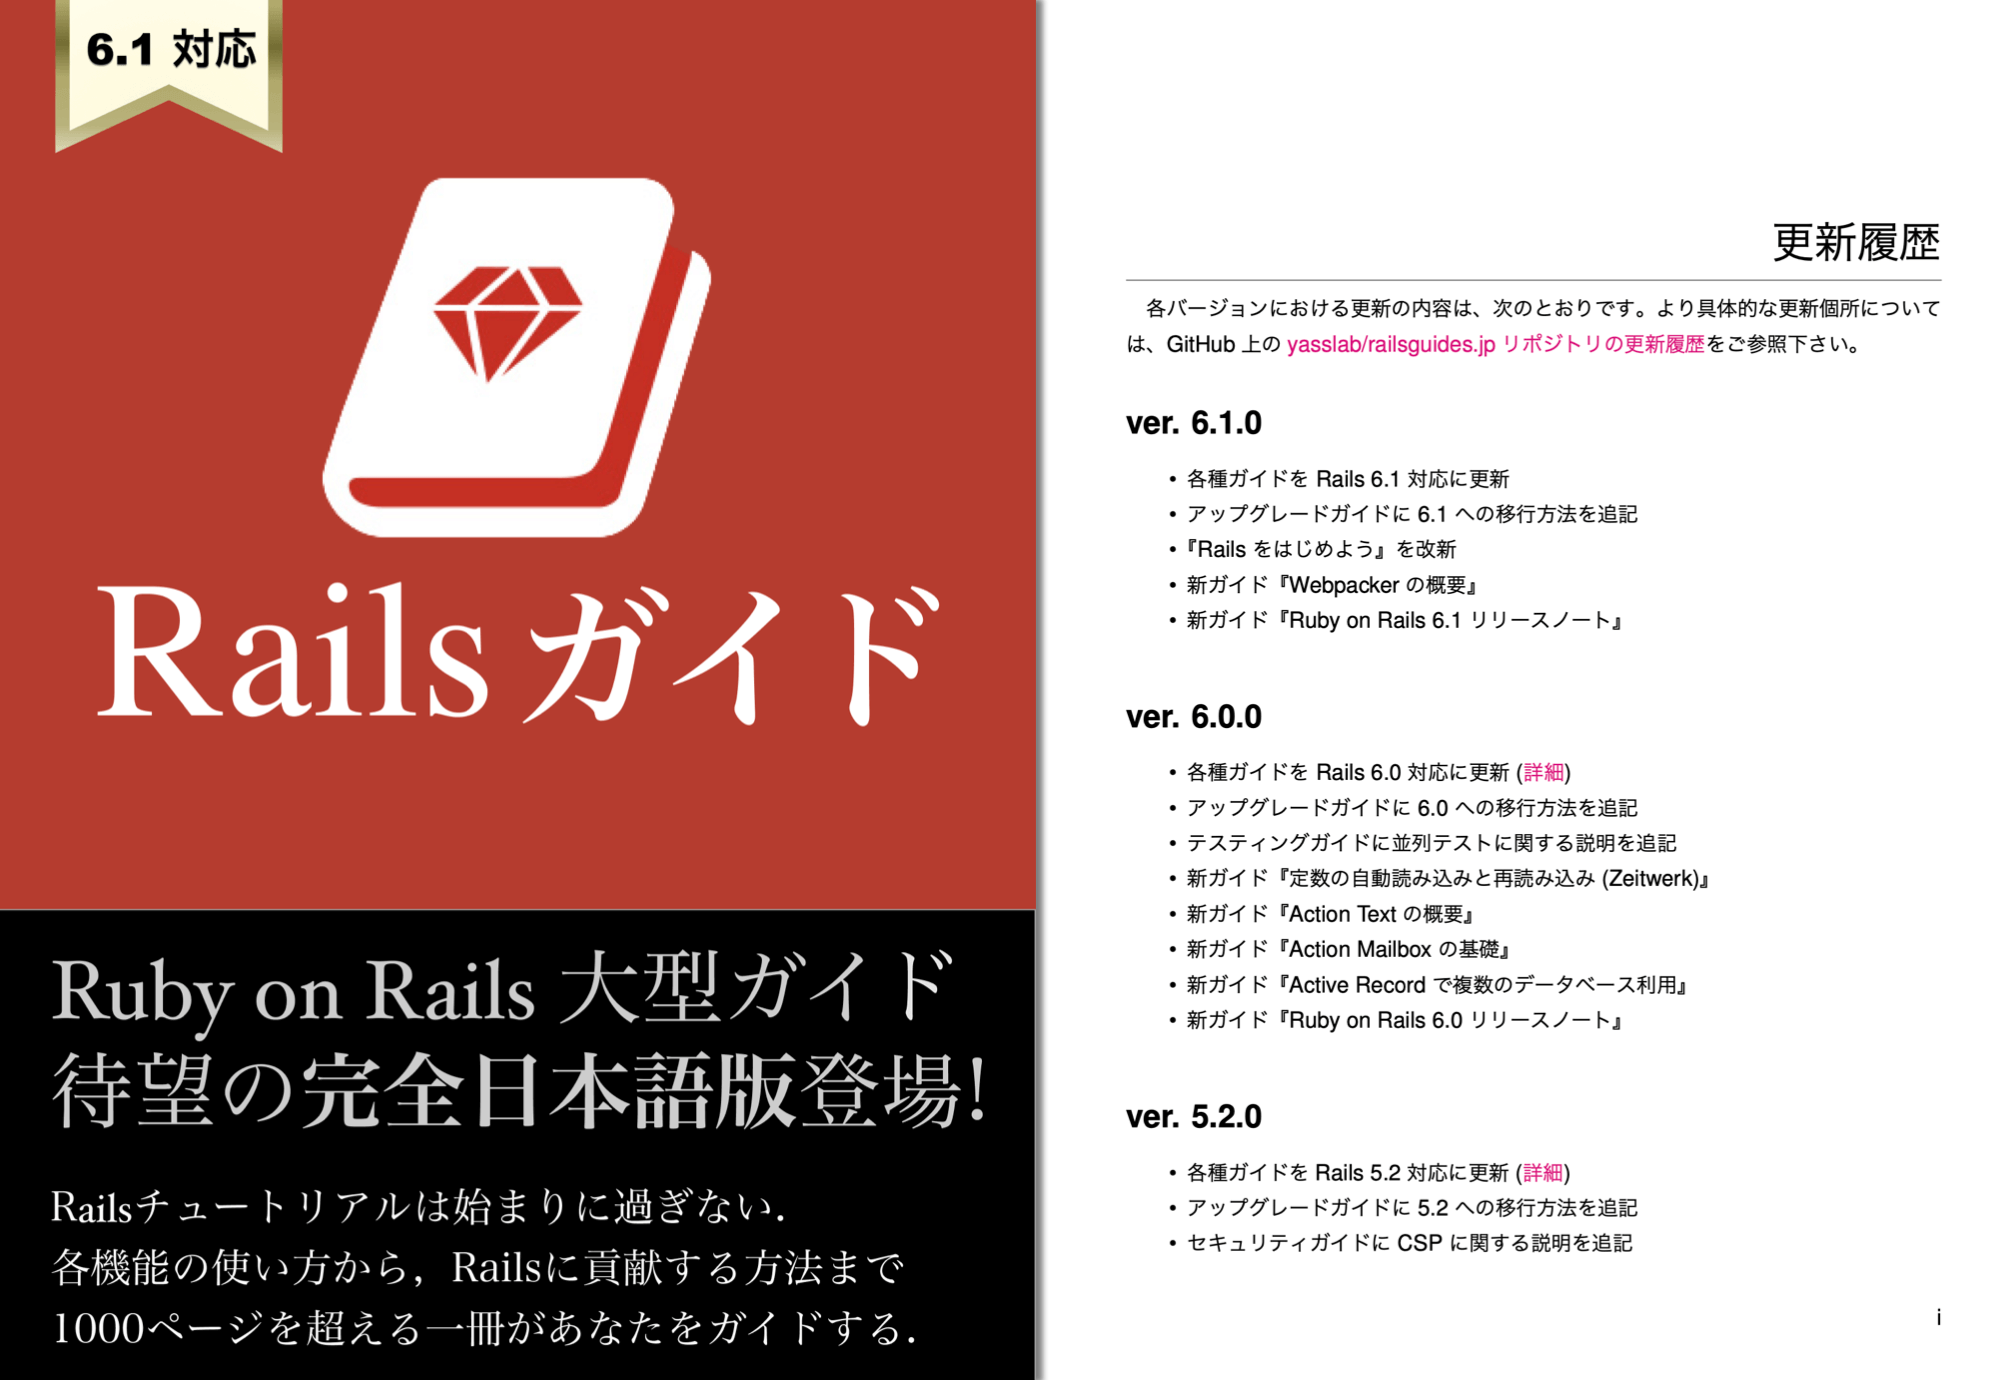 6.1 対応
Rails ガイド
Ruby on Rails 大型ガイド
待望の完全日本語版登場!
Railsチュートリアルは始まりに過ぎない.
各機能の使い方から,Railsに貢献する方法まで
1000ページを超える一冊があなたをガイドする.
更新履歴
各バージョンにおける更新の内容は、次のとおりです。より具体的な更新個所について
は、GitHub 上の yasslab/railsguides.jp リポジトリの更新履歴をご参照下さい。
ver. 6.1.0
• 各種ガイドを Rails 6.1 対応に更新
• アップグレードガイドに 6.1 への移行方法を追記
•『Rails をはじめよう』を改新
• 新ガイド『Webpacker の概要』
• 新ガイド『Ruby on Rails 6.1 リリースノート』
ver. 6.0.0
• 各種ガイドを Rails 6.0 対応に更新 (詳細)
• アップグレードガイドに 6.0 への移行方法を追記
• テスティングガイドに並列テストに関する説明を追記
• 新ガイド『定数の自動読み込みと再読み込み (Zeitwerk)』
• 新ガイド『Action Text の概要』
• 新ガイド『Action Mailbox の基礎』
• 新ガイド『Active Record で複数のデータベース利用』
• 新ガイド『Ruby on Rails 6.0 リリースノート』
ver. 5.2.0
• 各種ガイドを Rails 5.2 対応に更新 (詳細)
• アップグレードガイドに 5.2 への移行方法を追記
• セキュリティガイドに CSP に関する説明を追記
i